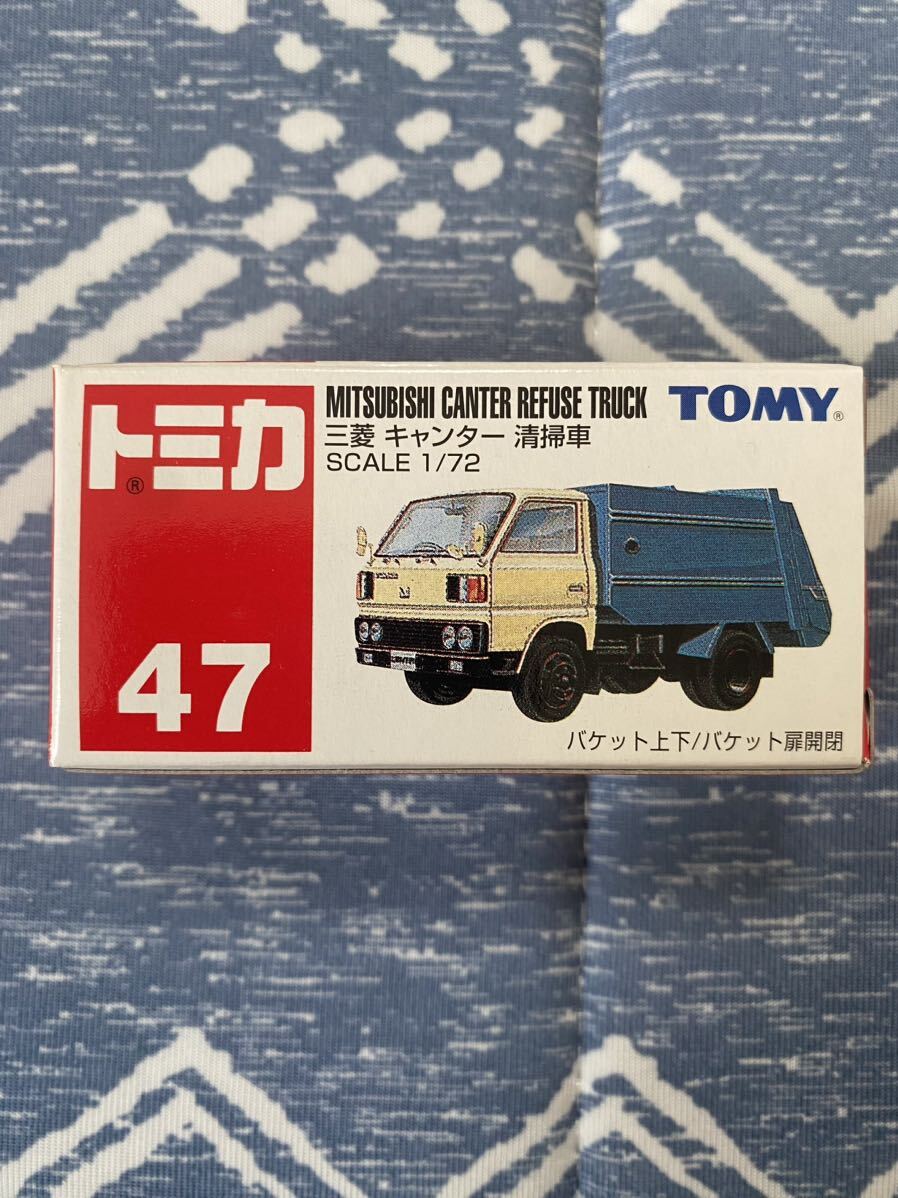 トミカ®
47
MITSUBISHI CANTER REFUSE TRUCK
三菱 キャンター 清掃車
SCALE 1/72
TOMY®
バケット上下/バケット扉開閉